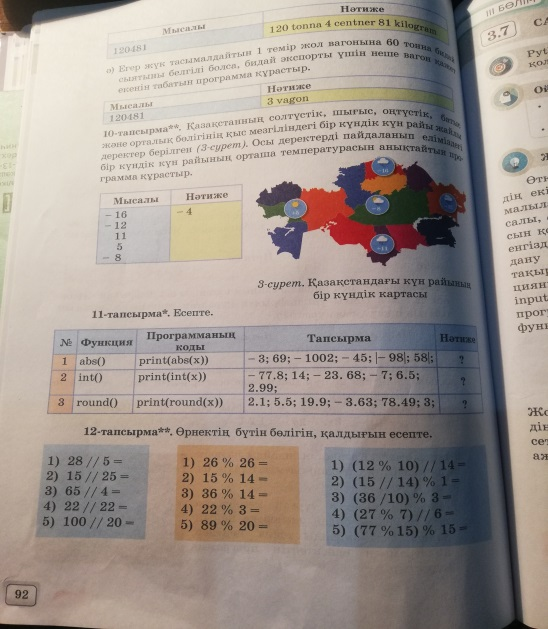 Мысалы Нәтиже
120481 120 tonna 4 centner 81 kilogram
ә) Егер жүк тасымалдайтын 1 темір жол вагонына 60 тонна бидай
сыятыны белгілі болса, бидай экспорты үшін неше вагон қажет
екенін табатын программа құрастыр.
Мысалы Нәтиже
120481 3 vagon
10-тапсырма**. Қазақстанның солтүстік, шығыс, оңтүстік, батыс
және орталық бөлігінің қыс мезгіліндегі бір күндік күн райы жайлы
деректер берілген (3-сурет). Осы деректерді пайдаланып еліміздегі
бір күндік күн райының орташа температурасын анықтайтын про-
грамма құрастыр.
Мысалы Нәтиже
– 16 – 4
– 12
11
5
– 8
3-сурет. Қазақстандағы күн райының
бір күндік картасы
11-тапсырма*. Есепте.
№ Функция Программаның коды Тапсырма Нәтиже
1 abs() print(abs(x)) – 3; 69; – 1002; – 45; |– 98|; 58|; ?
2 int() print(int(x)) – 77.8; 14; – 23. 68; – 7; 6.5;
2.99; ?
3 round() print(round(x)) 2.1; 5.5; 19.9; – 3.63; 78.49; 3; ?
12-тапсырма**. Өрнектің бүтін бөлігін, қалдығын есепте.
1) 28 // 5 =
2) 15 // 25 =
3) 65 // 4 =
4) 22 // 22 =
5) 100 // 20 =
1) 26 % 26 =
2) 15 % 14 =
3) 36 % 14 =
4) 22 % 3 =
5) 89 % 20 =
1) (12 % 10) // 14 =
2) (15 // 14) % 1 =
3) (36 /10) % 3 =
4) (27 % 7) // 6 =
5) (77 % 15) % 15 =
92
III БӨЛІМ
3.7